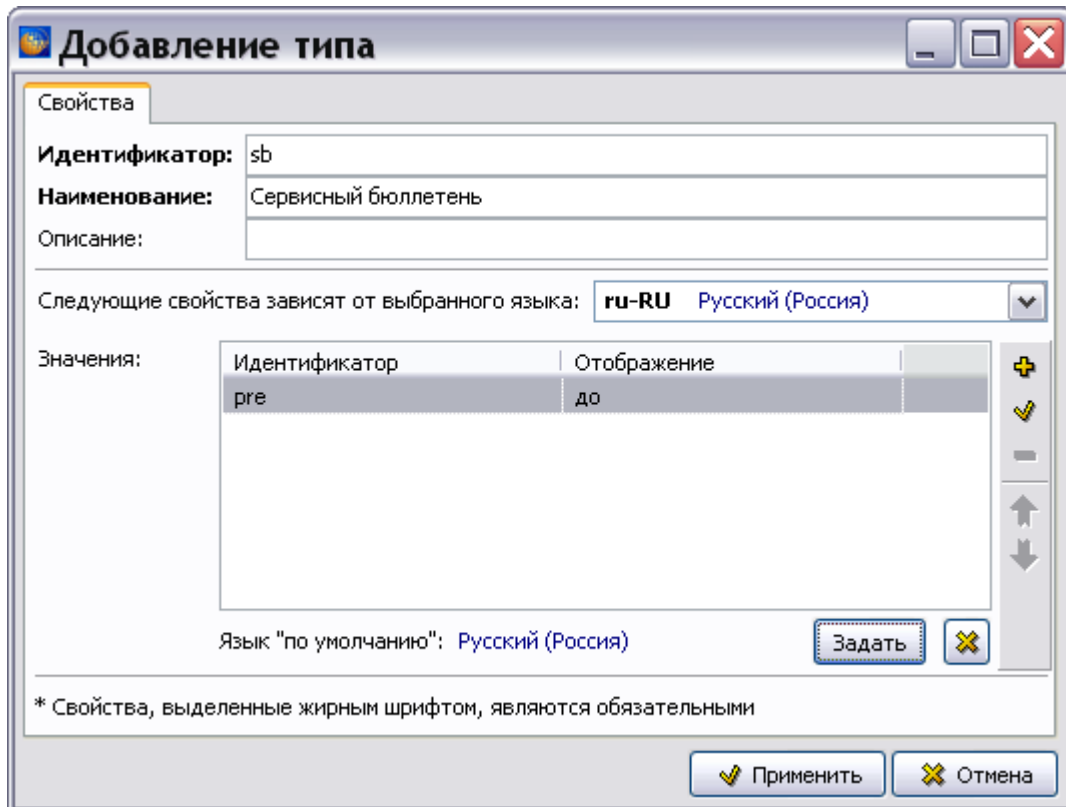 Добавление типа
Свойства
Идентификатор: sb
Наименование: Сервисный бюллетень
Описание:
Следующие свойства зависят от выбранного языка: ru-RU Русский (Россия)
Значения:
Идентификатор Отображение
pre до
Язык "по умолчанию": Русский (Россия) Задать
* Свойства, выделенные жирным шрифтом, являются обязательными
Применить Отмена